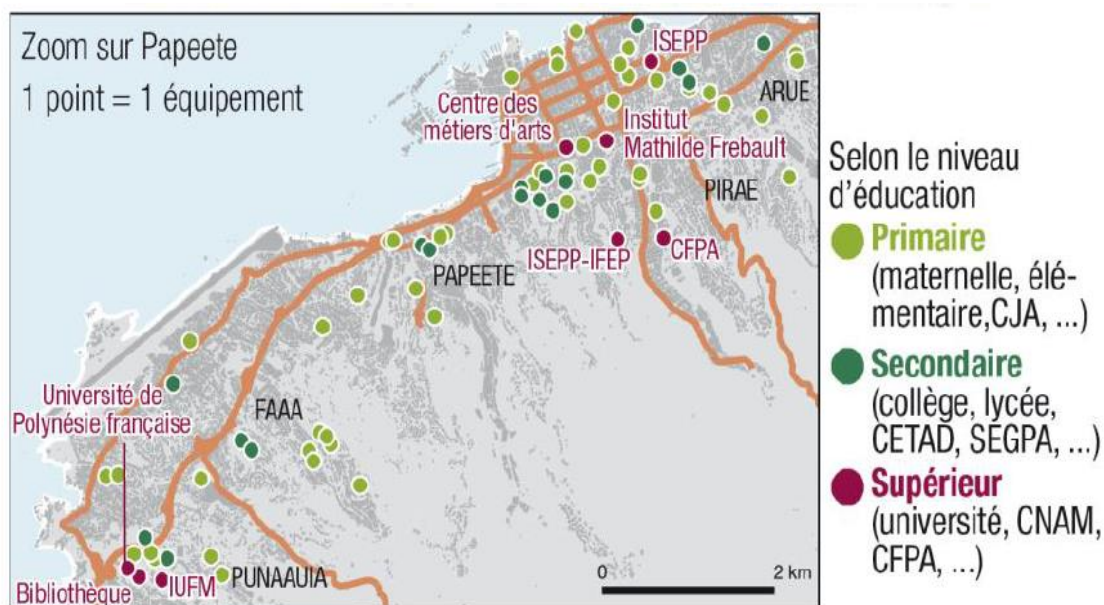 Zoom sur Papeete
1 point = 1 équipement
ISEPP
ARUE
Centre des
métiers d'arts
Institut
Mathilde Frebault
PIRAE
ISEPP-IFEP
CFPA
PAPEETE
Université de
Polynésie française
FAAA
Bibliothèque
IUFM
PUNAAUIA
0
2 km
Selon le niveau
d'éducation
Primaire
(maternelle, élé-
mentaire,CJA, ...)
Secondaire
(collège, lycée,
CETAD, SEGPA, ...)
Supérieur
(université, CNAM,
CFPA, ...)